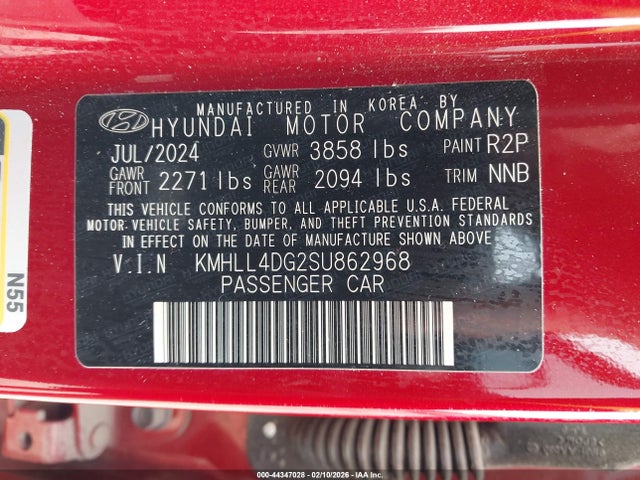 MANUFACTURED IN KOREA BY
HYUNDAI MOTOR COMPANY
JUL/2024 GVWR 3858 lbs PAINT R2P
GAWR FRONT 2271 lbs GAWR REAR 2094 lbs TRIM NNB
THIS VEHICLE CONFORMS TO ALL APPLICABLE U.S.A. FEDERAL
MOTOR VEHICLE SAFETY, BUMPER, AND THEFT PREVENTION STANDARDS
IN EFFECT ON THE DATE OF MANUFACTURE SHOWN ABOVE.
V.I.N KMHLL4DG2SU862968
PASSENGER CAR
N55
000-44347028 - 02/10/2026 - IAA Inc.